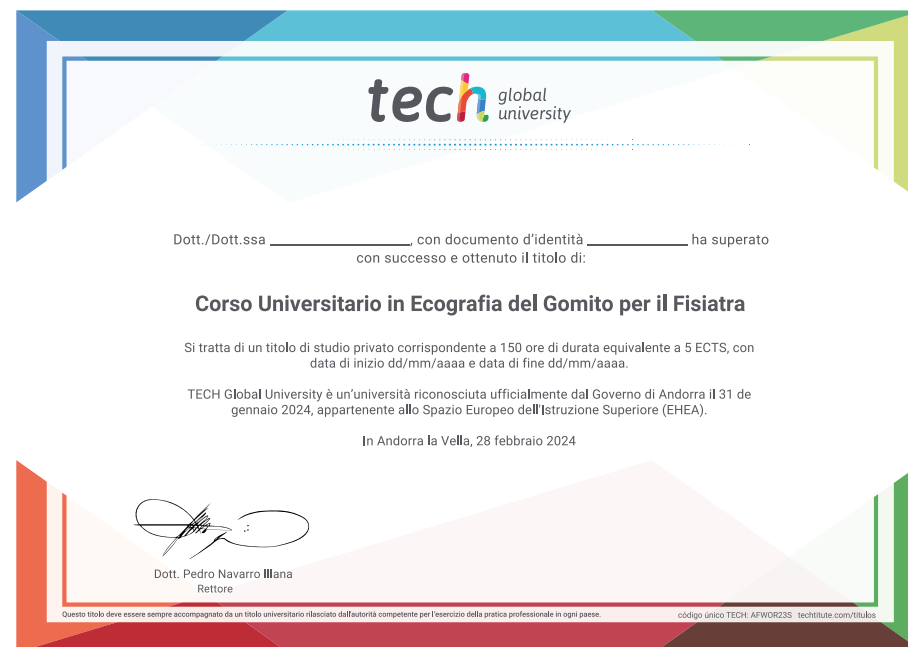 tech global university
Dott./Dott.ssa ________________, con documento d'identità ____________ ha superato
con successo e ottenuto il titolo di:
Corso Universitario in Ecografia del Gomito per il Fisiatra
Si tratta di un titolo di studio privato corrispondente a 150 ore di durata equivalente a 5 ECTS, con
data di inizio dd/mm/aaaa e data di fine dd/mm/aaaa.
TECH Global University è un'università riconosciuta ufficialmente dal Governo di Andorra il 31 de
gennaio 2024, appartenente allo Spazio Europeo dell'Istruzione Superiore (EHEA).
In Andorra la Vella, 28 febbraio 2024
Dott. Pedro Navarro Illana
Rettore
Questo titolo deve essere sempre accompagnato da un titolo universitario rilasciato dall'autorità competente per l'esercizio della pratica professionale in ogni paese.
código único TECH: AFWOR23S techtitute.com/titulos